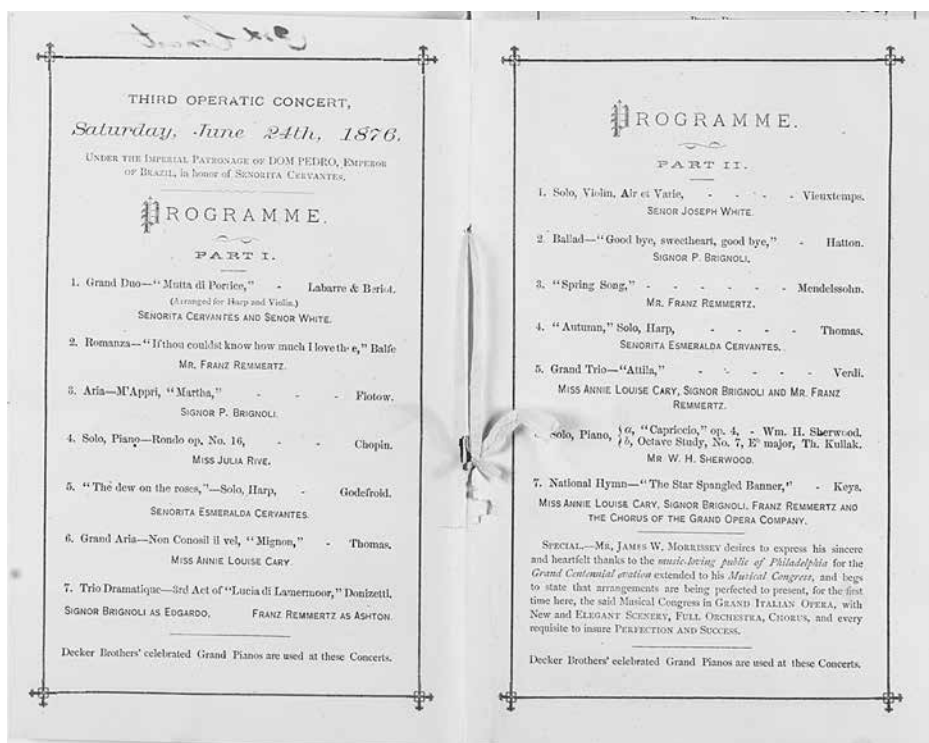 THIRD OPERATIC CONCERT,
Saturday, June 24th, 1876.
UNDER THE IMPERIAL PATRONAGE OF DOM PEDRO, EMPEROR
OF BRAZIL, in honor of SENORITA CERVANTES.
PROGRAMME.
PART I.
1. Grand Duo—"Mutta di Portice," - Labarre & Beriot.
(Arranged for Harp and Violin.)
SENORITA CERVANTES AND SENOR WHITE.
2. Romanza—"If thou couldst know how much I love thee," Balfe
MR. FRANZ REMMERTZ.
3. Aria—M'Appri, "Martha," - - - Flotow.
SIGNOR P. BRIGNOLI.
4. Solo, Piano—Rondo op. No. 16, - - Chopin.
MISS JULIA RIVE.
5. "The dew on the roses,"—Solo, Harp, - Godefroid.
SENORITA ESMERALDA CERVANTES.
6. Grand Aria—Non Conosil il vel, "Mignon," - Thomas.
MISS ANNIE LOUISE CARY.
7. Trio Dramatique—3rd Act of "Lucia di Lamermoor," Donizetti.
SIGNOR BRIGNOLI AS EDGARDO, FRANZ REMMERTZ AS ASHTON.
Decker Brothers' celebrated Grand Pianos are used at these Concerts.
PROGRAMME.
PART II.
1. Solo, Violin, Air et Varie, - - - - Vieuxtemps.
SENOR JOSEPH WHITE.
2. Ballad—"Good bye, sweetheart, good bye," - Hatton.
SIGNOR P. BRIGNOLI.
3. "Spring Song," - - - - - - Mendelssohn.
MR. FRANZ REMMERTZ.
4. "Autumn," Solo, Harp, - - - - Thomas.
SENORITA ESMERALDA CERVANTES.
5. Grand Trio—"Attila," - - - - - Verdi.
MISS ANNIE LOUISE CARY, SIGNOR BRIGNOLI AND MR. FRANZ
REMMERTZ.
Solo, Piano, { a, "Capriccio," op. 4, - Wm. H. Sherwood.
{ b, Octave Study, No. 7, E♭ major, Th. Kullak.
MR W. H. SHERWOOD.
7. National Hymn—"The Star Spangled Banner," - Keys.
MISS ANNIE LOUISE CARY, SIGNOR BRIGNOLI, FRANZ REMMERTZ AND
THE CHORUS OF THE GRAND OPERA COMPANY.
SPECIAL.—MR. JAMES W. MORRISSEY desires to express his sincere
and heartfelt thanks to the music-loving public of Philadelphia for the
Grand Centennial ovation extended to his Musical Congress, and begs
to state that arrangements are being perfected to present, for the first
time here, the said Musical Congress in GRAND ITALIAN OPERA, with
New and ELEGANT SCENERY, FULL ORCHESTRA, CHORUS, and every
requisite to insure PERFECTION AND SUCCESS.
Decker Brothers' celebrated Grand Pianos are used at these Concerts.